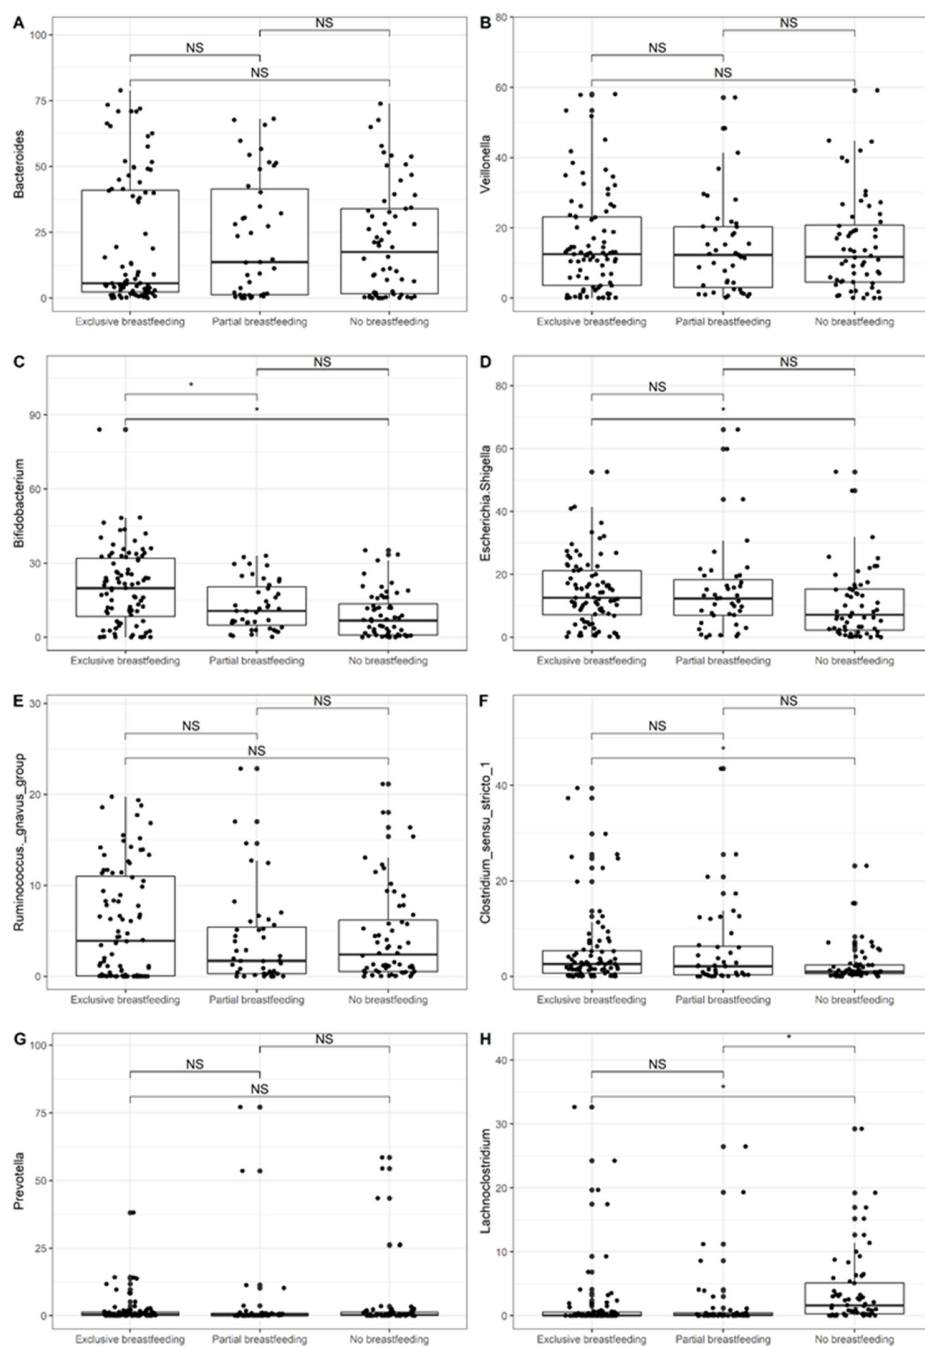 A
NS
NS
NS
100
75
50
25
0
Bacteroides
Exclusive breastfeeding Partial breastfeeding No breastfeeding
B
NS
NS
NS
80
60
40
20
0
Veillonella
Exclusive breastfeeding Partial breastfeeding No breastfeeding
C
NS
*
*
90
60
30
0
Bifidobacterium
Exclusive breastfeeding Partial breastfeeding No breastfeeding
D
NS
NS
*
80
60
40
20
0
Escherichia.Shigella
Exclusive breastfeeding Partial breastfeeding No breastfeeding
E
NS
NS
NS
30
20
10
0
Ruminococcus._gnavus_group
Exclusive breastfeeding Partial breastfeeding No breastfeeding
F
NS
NS
*
40
20
0
Clostridium_sensu_stricto_1
Exclusive breastfeeding Partial breastfeeding No breastfeeding
G
NS
NS
NS
100
75
50
25
0
Prevotella
Exclusive breastfeeding Partial breastfeeding No breastfeeding
H
*
NS
*
40
30
20
10
0
Lachnoclostridium
Exclusive breastfeeding Partial breastfeeding No breastfeeding